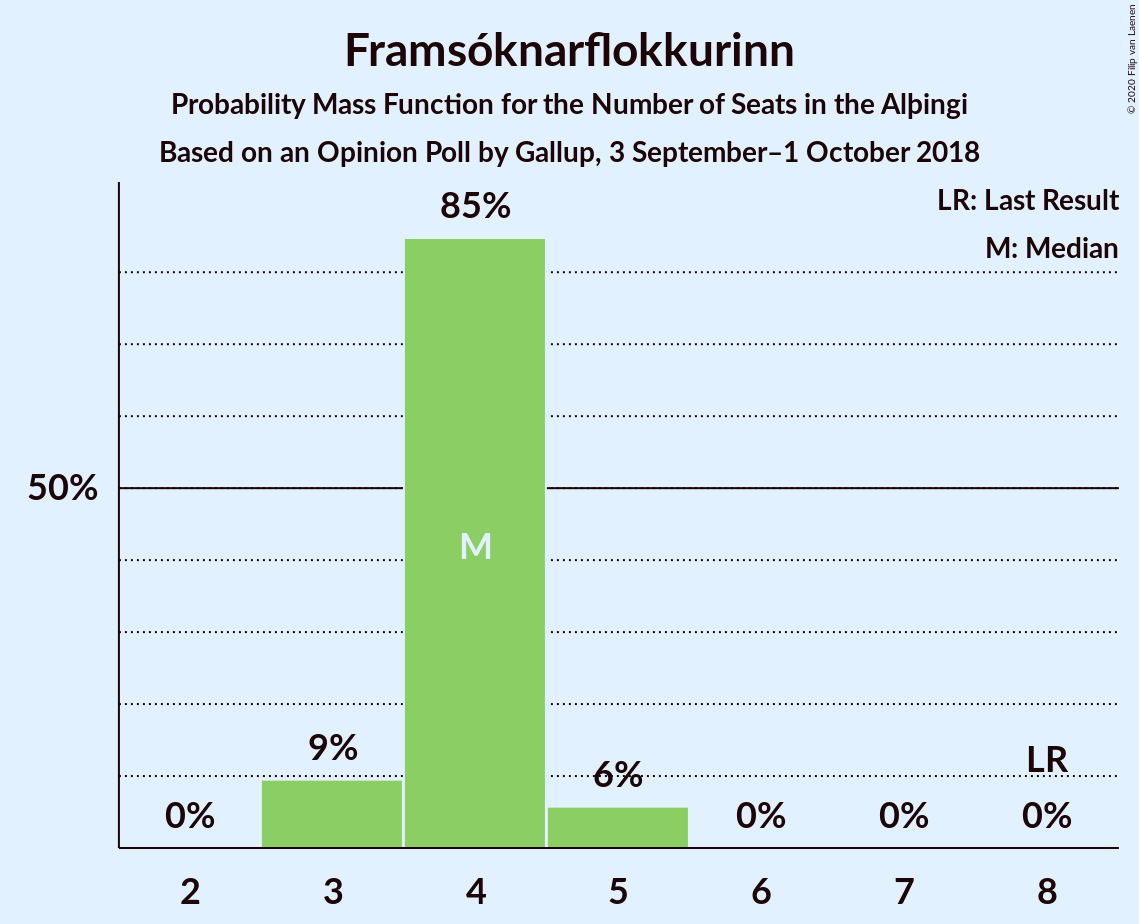 Framsóknarflokkurinn
Probability Mass Function for the Number of Seats in the Alþingi
Based on an Opinion Poll by Gallup, 3 September–1 October 2018
© 2020 Filip van Laenen
LR: Last Result
M: Median
85%
50%
M
9%
6%
LR
0%
0%
0%
0%
2
3
4
5
6
7
8